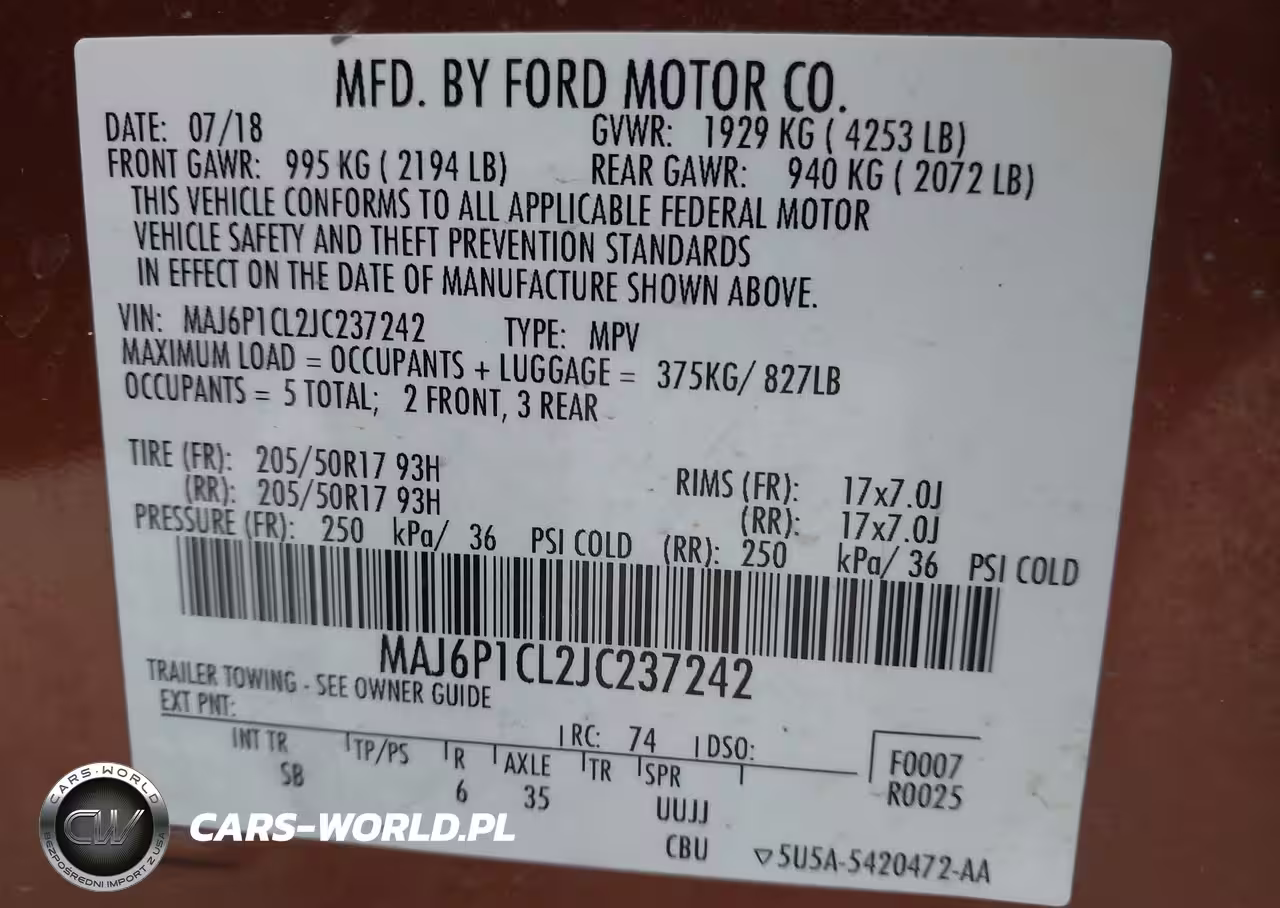 MFD. BY FORD MOTOR CO.
DATE: 07/18 GVWR: 1929 KG ( 4253 LB)
FRONT GAWR: 995 KG ( 2194 LB) REAR GAWR: 940 KG ( 2072 LB)
THIS VEHICLE CONFORMS TO ALL APPLICABLE FEDERAL MOTOR
VEHICLE SAFETY AND THEFT PREVENTION STANDARDS
IN EFFECT ON THE DATE OF MANUFACTURE SHOWN ABOVE.
VIN: MAJ6P1CL2JC237242 TYPE: MPV
MAXIMUM LOAD = OCCUPANTS + LUGGAGE = 375KG/ 827LB
OCCUPANTS = 5 TOTAL; 2 FRONT, 3 REAR
TIRE (FR): 205/50R17 93H RIMS (FR): 17x7.0J
(RR): 205/50R17 93H (RR): 17x7.0J
PRESSURE (FR): 250 kPa/ 36 PSI COLD (RR): 250 kPa/ 36 PSI COLD
MAJ6P1CL2JC237242
TRAILER TOWING - SEE OWNER GUIDE
EXT PNT: RC: 74 DSO:
INT TR TP/PS R AXLE TR SPR F0007
SB 6 35 UUJJ R0025
CBU 5U5A-5420472-AA
CARS-WORLD
CW
BEZPOŚREDNI IMPORT Z USA
CARS-WORLD.PL